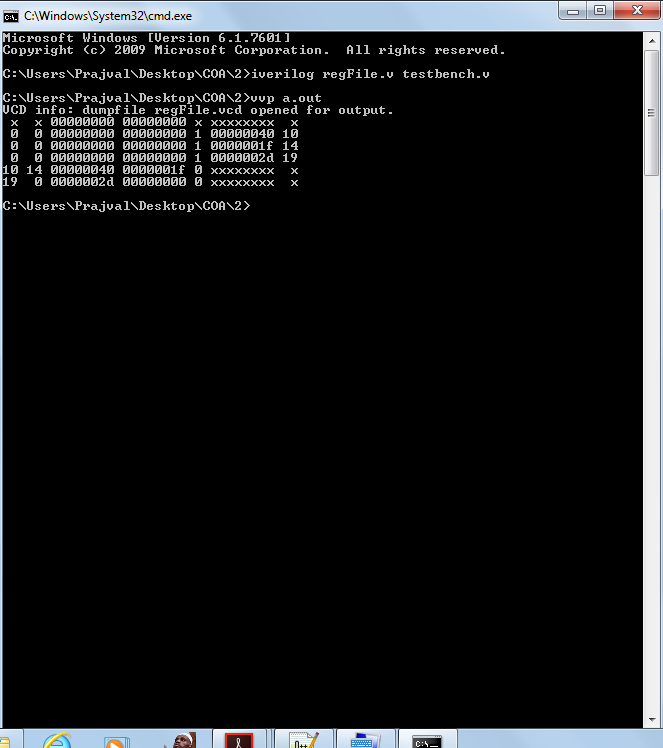 C:\Windows\System32\cmd.exe
Microsoft Windows [Version 6.1.7601]
Copyright (c) 2009 Microsoft Corporation.  All rights reserved.
C:\Users\Prajval\Desktop\COA\2>iverilog regFile.v testbench.v
C:\Users\Prajval\Desktop\COA\2>vvp a.out
VCD info: dumpfile regFile.vcd opened for output.
 x  x 00000000 00000000 x xxxxxxxx  x
 0  0 00000000 00000000 1 00000040 10
 0  0 00000000 00000000 1 0000001f 14
 0  0 00000000 00000000 1 0000002d 19
10 14 00000040 0000001f 0 xxxxxxxx  x
19  0 0000002d 00000000 0 xxxxxxxx  x
C:\Users\Prajval\Desktop\COA\2>